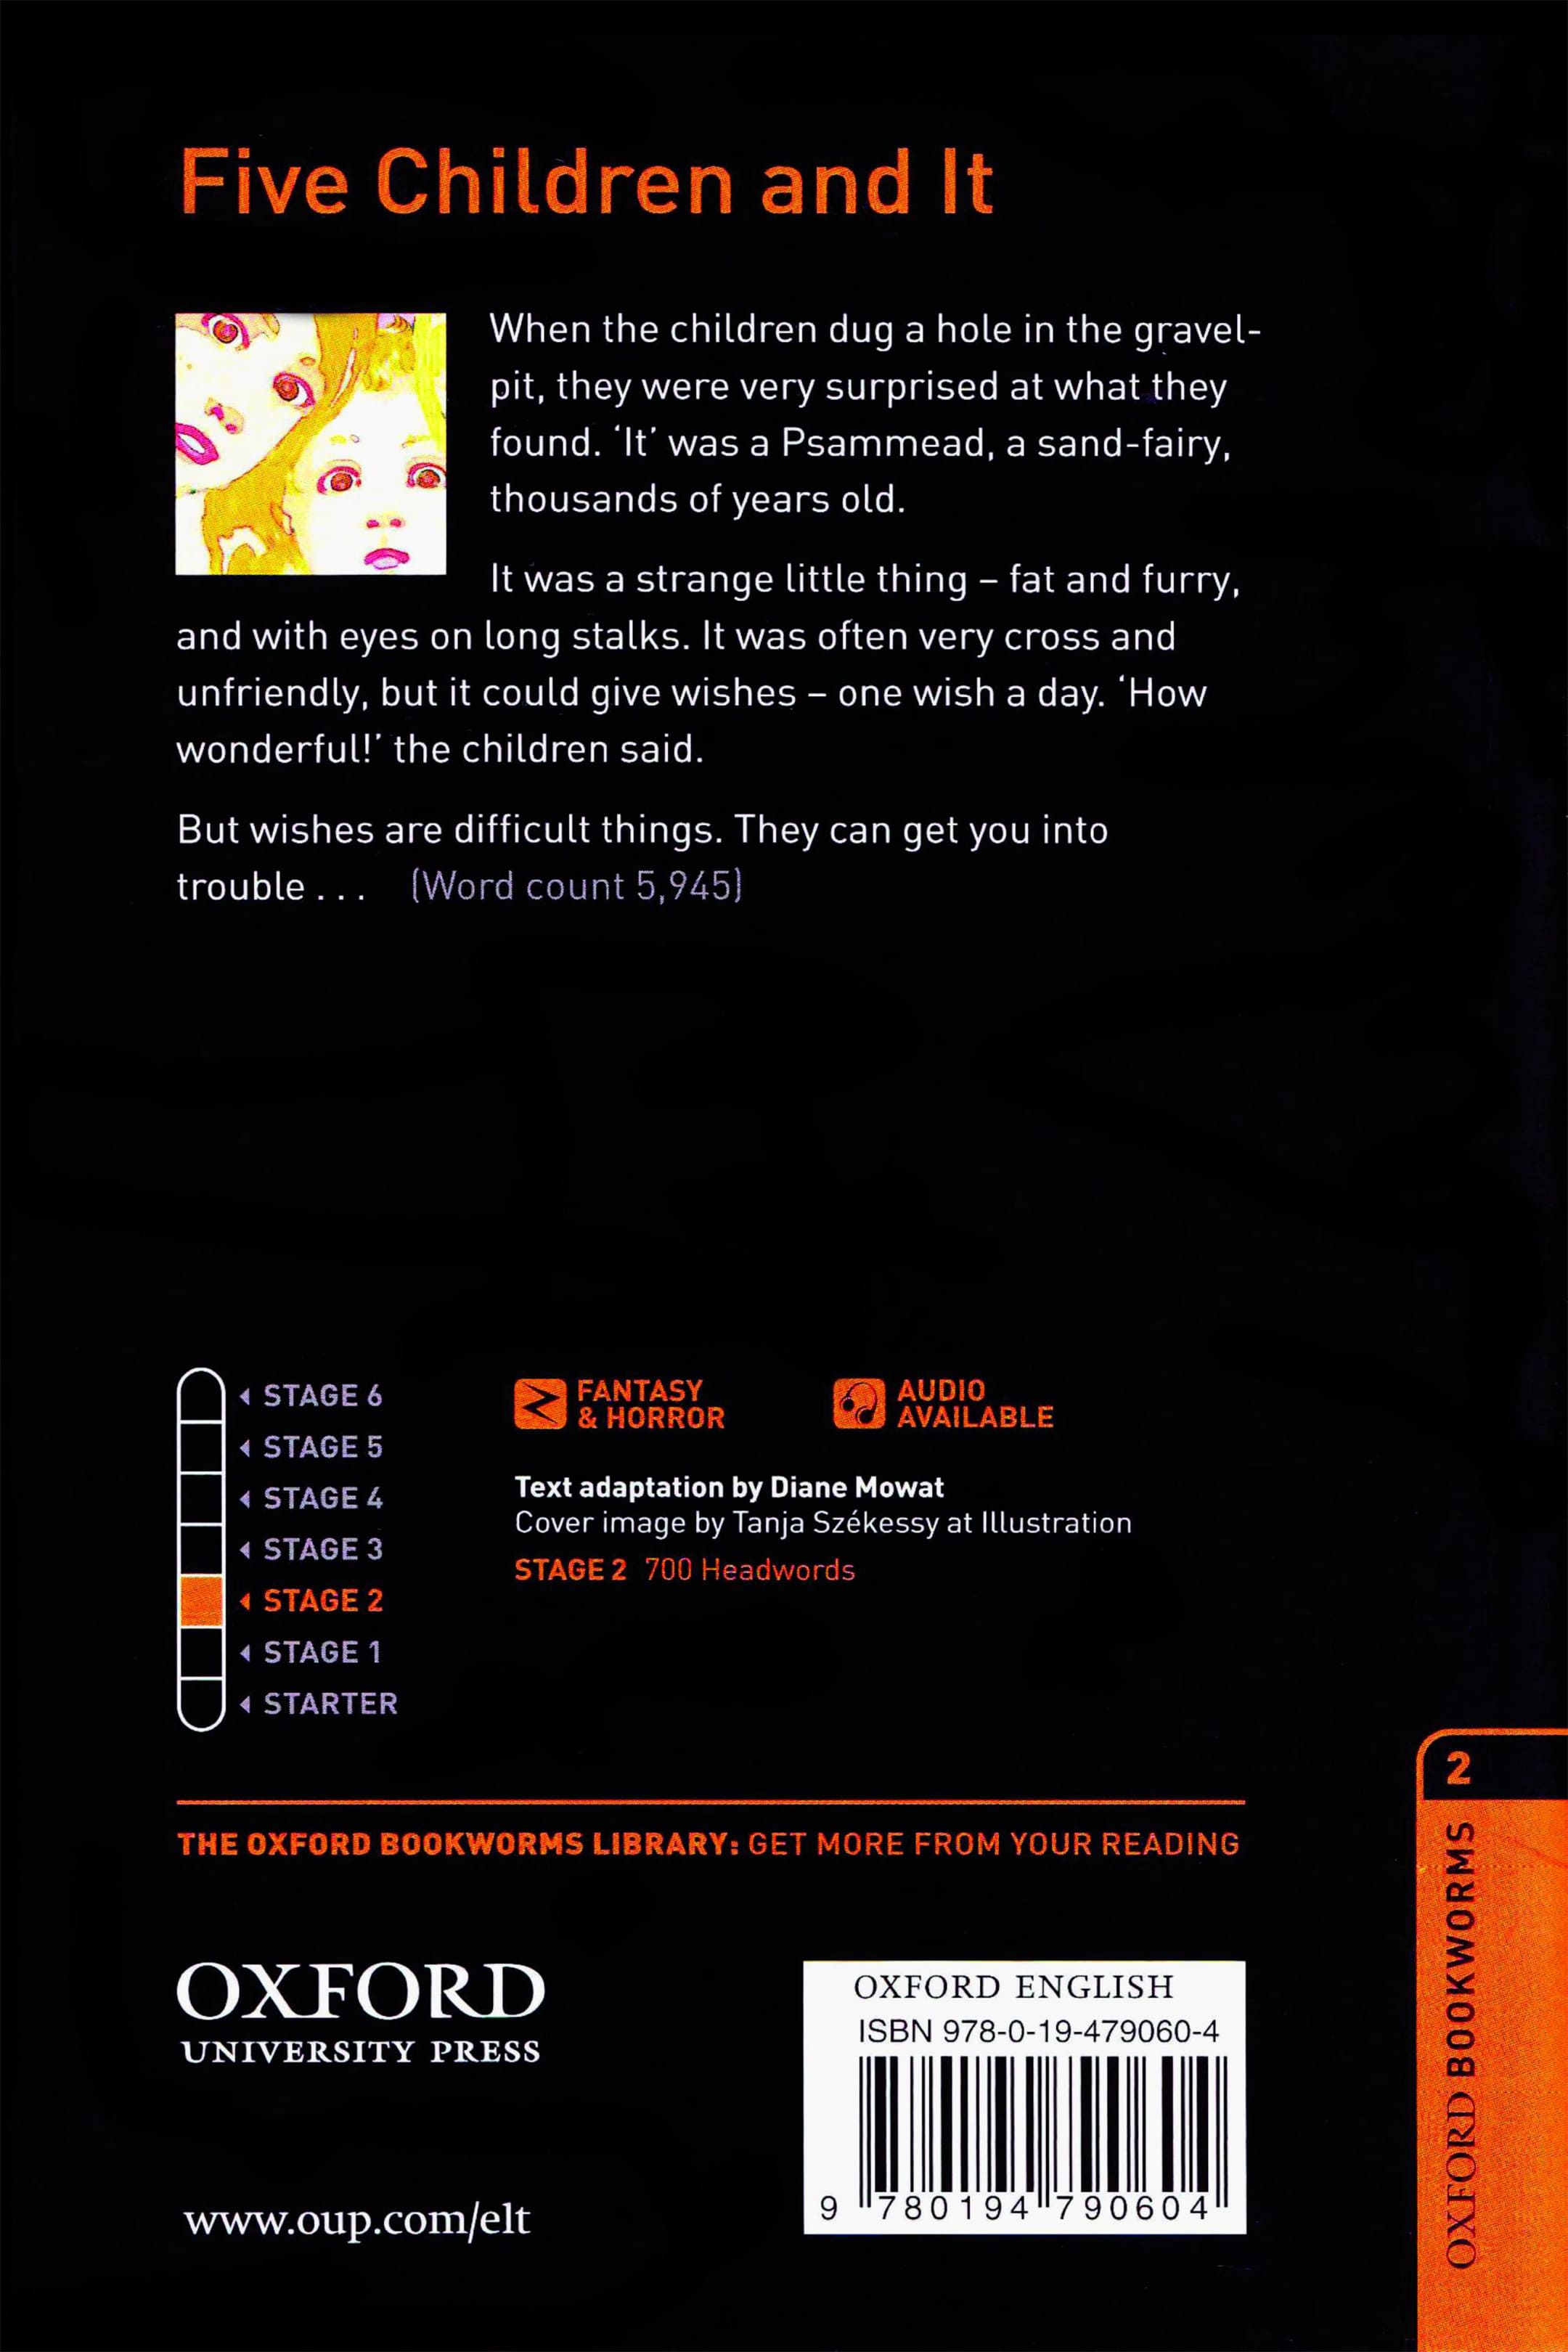 Five Children and It
When the children dug a hole in the gravel-
pit, they were very surprised at what they
found. ‘It’ was a Psammead, a sand-fairy,
thousands of years old.
It was a strange little thing – fat and furry,
and with eyes on long stalks. It was often very cross and
unfriendly, but it could give wishes – one wish a day. ‘How
wonderful!’ the children said.
But wishes are difficult things. They can get you into
trouble . . . (Word count 5,945)
STAGE 6
STAGE 5
STAGE 4
STAGE 3
STAGE 2
STAGE 1
STARTER
FANTASY
& HORROR
AUDIO
AVAILABLE
Text adaptation by Diane Mowat
Cover image by Tanja Székessy at Illustration
STAGE 2 700 Headwords
THE OXFORD BOOKWORMS LIBRARY: GET MORE FROM YOUR READING
OXFORD
UNIVERSITY PRESS
www.oup.com/elt
OXFORD ENGLISH
ISBN 978-0-19-479060-4
9 780194 790604
2
OXFORD BOOKWORMS